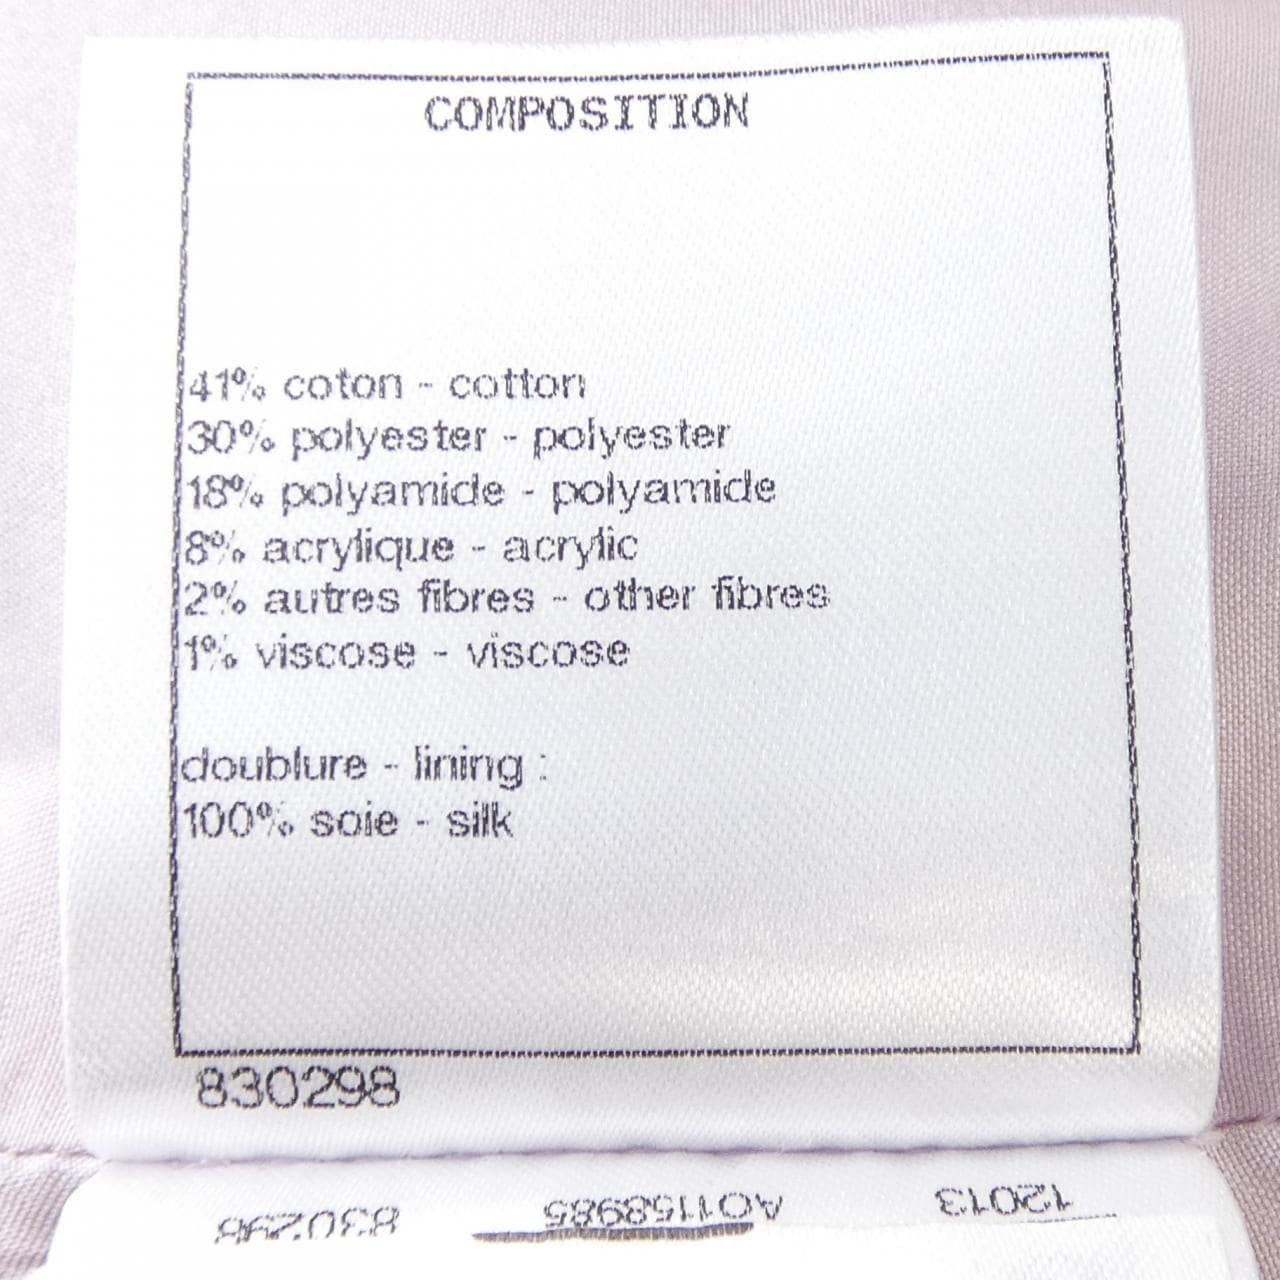 COMPOSITION
41% coton - cotton
30% polyester - polyester
18% polyamide - polyamide
8% acrylique - acrylic
2% autres fibres - other fibres
1% viscose - viscose
doublure - lining :
100% soie - silk
830298
12013 A01158985 830298